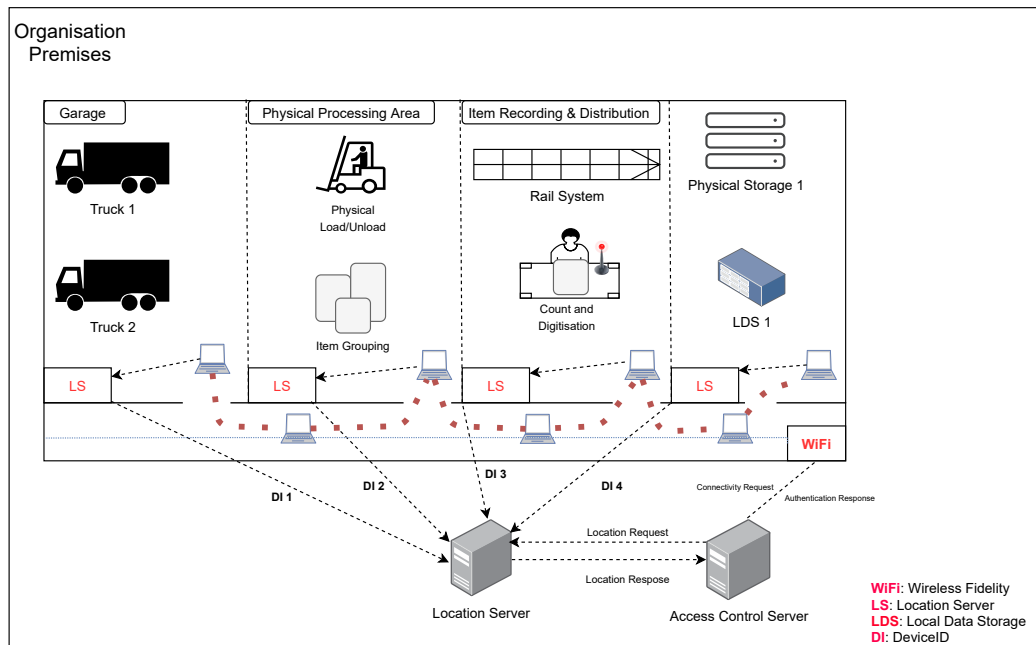 Organisation
Premises
Garage
Physical Processing Area
Item Recording & Distribution
Truck 1
Physical
Load/Unload
Rail System
Physical Storage 1
Truck 2
Item Grouping
Count and
Digitisation
LDS 1
LS
LS
LS
LS
WiFi
DI 1
DI 2
DI 3
DI 4
Connectivity Request
Authentication Response
Location Request
Location Respose
Location Server
Access Control Server
WiFi: Wireless Fidelity
LS: Location Server
LDS: Local Data Storage
DI: DeviceID